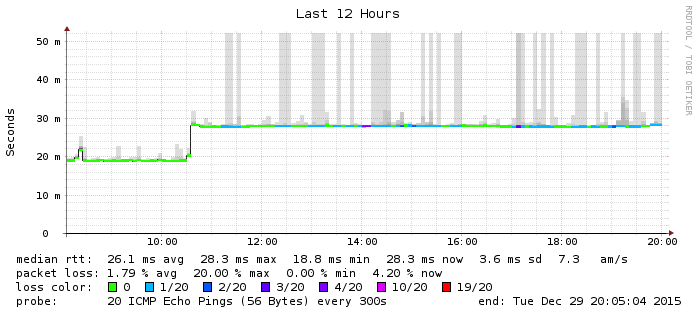 Last 12 Hours
RRDTOOL / TOBI OETIKER
Seconds
50 m
40 m
30 m
20 m
10 m
0
10:00 12:00 14:00 16:00 18:00 20:00
median rtt: 26.1 ms avg 28.3 ms max 18.8 ms min 28.3 ms now 3.6 ms sd 7.3 am/s
packet loss: 1.79 % avg 20.00 % max 0.00 % min 4.20 % now
loss color: 0 1/20 2/20 3/20 4/20 10/20 19/20
probe: 20 ICMP Echo Pings (56 Bytes) every 300s end: Tue Dec 29 20:05:04 2015